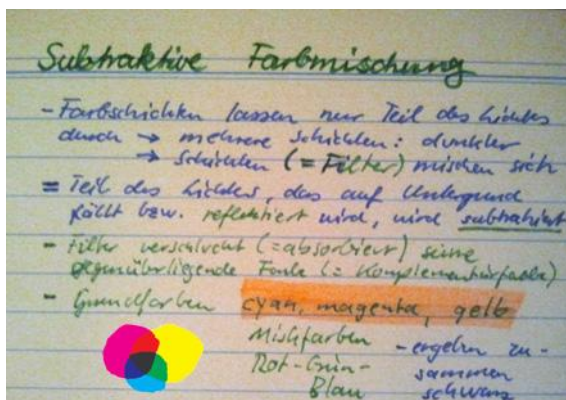 Subtraktive Farbmischung
- Farbschichten lassen nur Teil des Lichtes
durch → mehrere Schichten: dunkler
→ Schichten (= Filter) mischen sich
= Teil des Lichtes, das auf Untergrund
fällt bzw. reflektiert wird, wird subtrahiert
- Filter verschluckt (= absorbiert) seine
gegenüberliegende Farbe (= Komplementärfarbe)
- Grundfarben cyan, magenta, gelb
Mischfarben - ergeben zu-
Rot-Grün- sammen
Blau schwarz